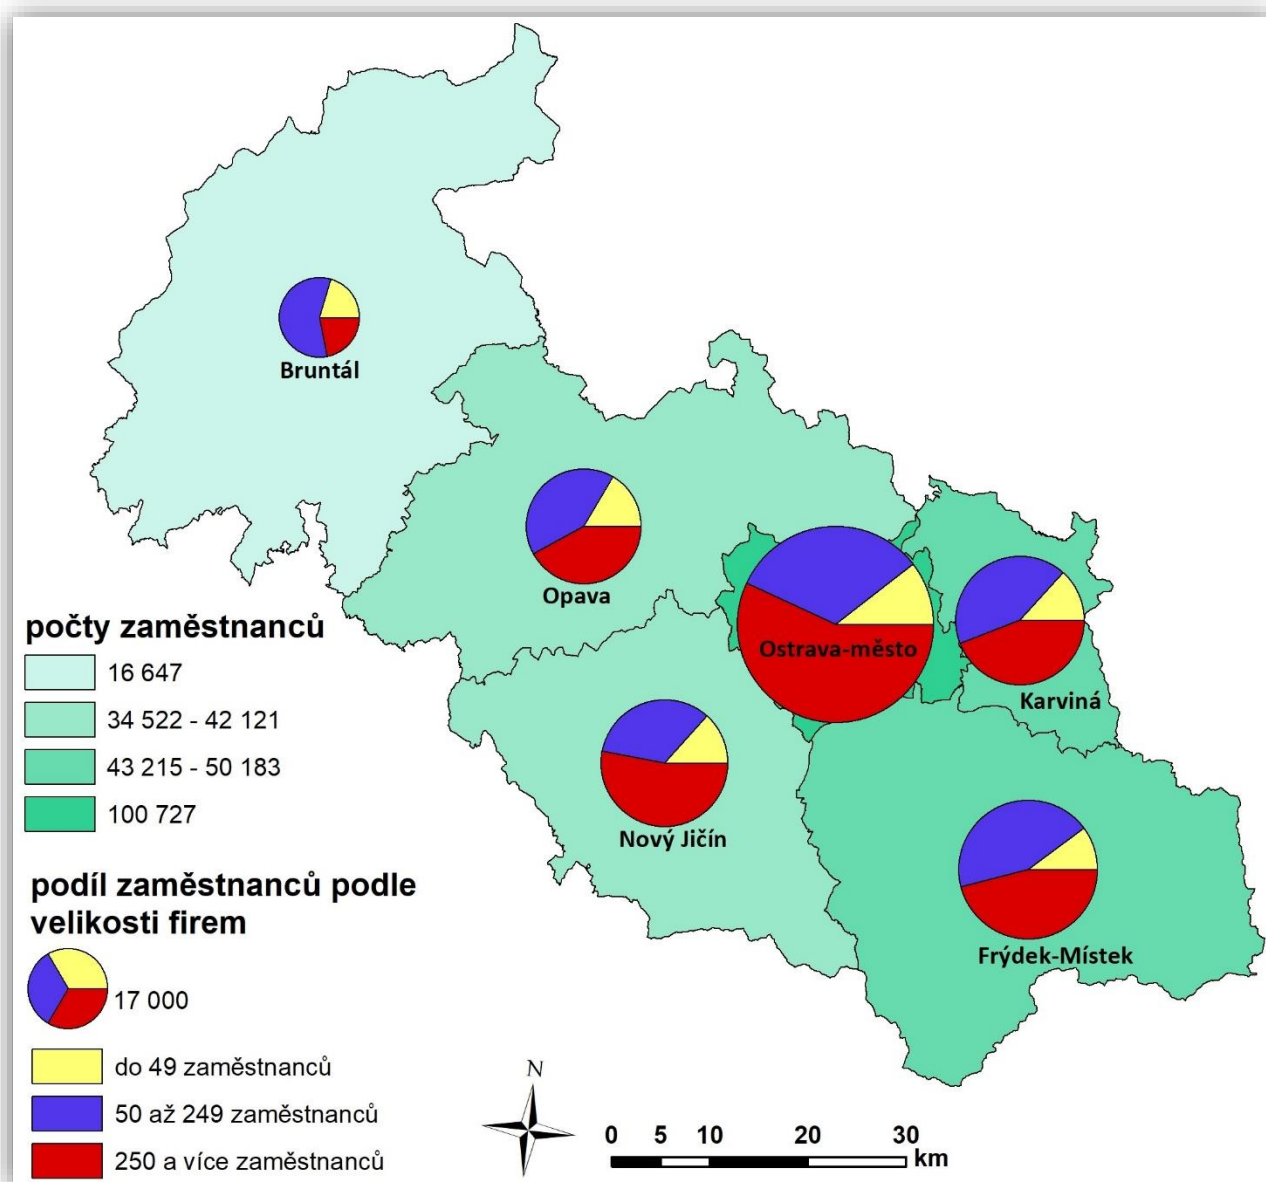 Bruntál
Opava
Ostrava-město
Karviná
Nový Jičín
Frýdek-Místek
počty zaměstnanců
16 647
34 522 - 42 121
43 215 - 50 183
100 727
podíl zaměstnanců podle
velikosti firem
17 000
do 49 zaměstnanců
50 až 249 zaměstnanců
250 a více zaměstnanců
N
0 5 10 20 30
km